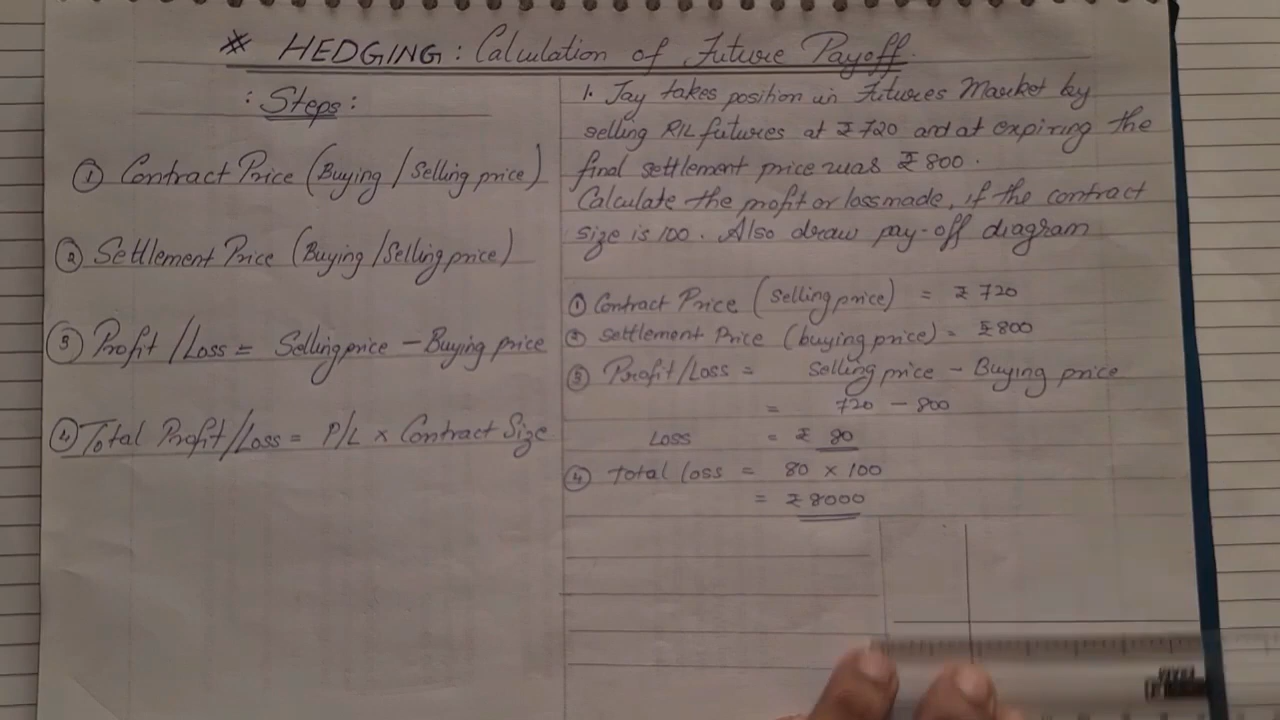 * HEDGING: Calculation of Future Payoff.
: Steps:
① Contract Price (Buying / Selling price)
② Settlement Price (Buying /Selling price)
③ Profit /Loss = Selling price – Buying price
④ Total Profit/Loss = P/L × Contract Size
1. Jay takes position in Futures Market by
selling RIL futures at ₹ 720 and at expiring the
final settlement price was ₹ 800.
Calculate the profit or loss made, if the contract
size is 100. Also draw pay-off diagram
① Contract Price (selling price) = ₹ 720
② Settlement Price (buying price) = ₹ 800
③ Profit/Loss = Selling price – Buying price
= 720 – 800
Loss = ₹ 80
④ Total Loss = 80 × 100
= ₹ 8000